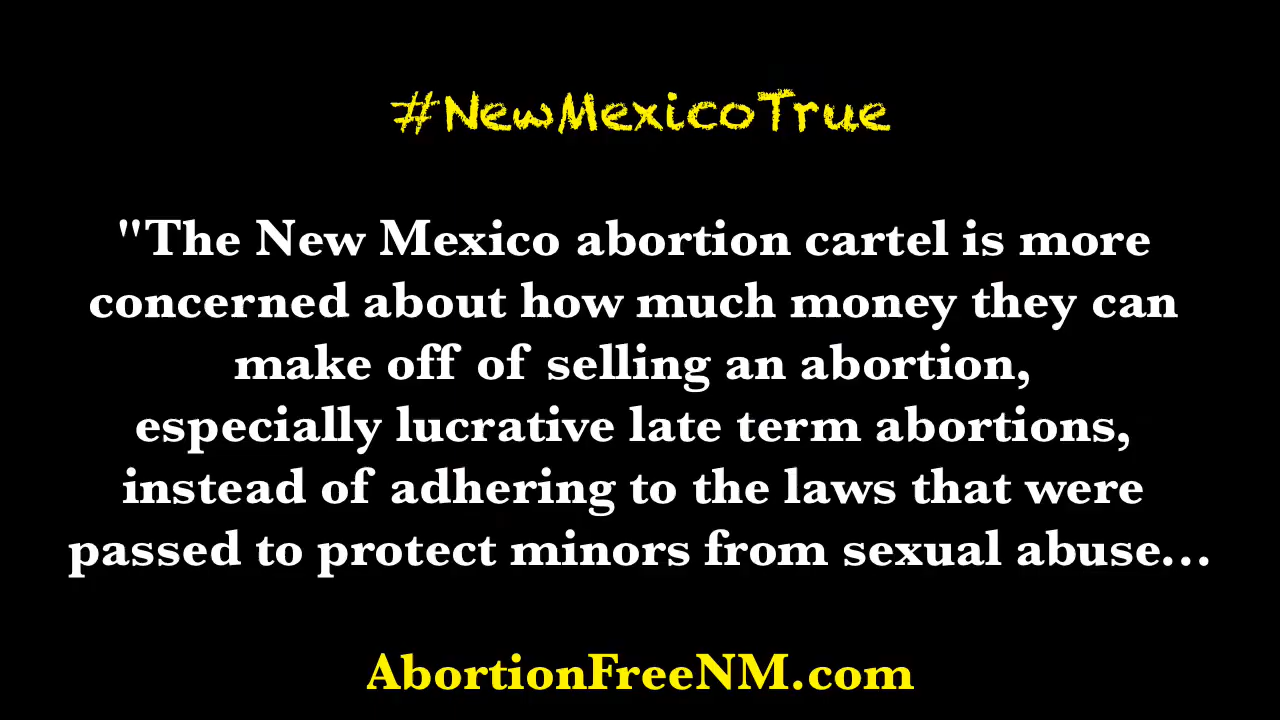 #NewMexicoTrue
"The New Mexico abortion cartel is more
concerned about how much money they can
make off of selling an abortion,
especially lucrative late term abortions,
instead of adhering to the laws that were
passed to protect minors from sexual abuse...
AbortionFreeNM.com